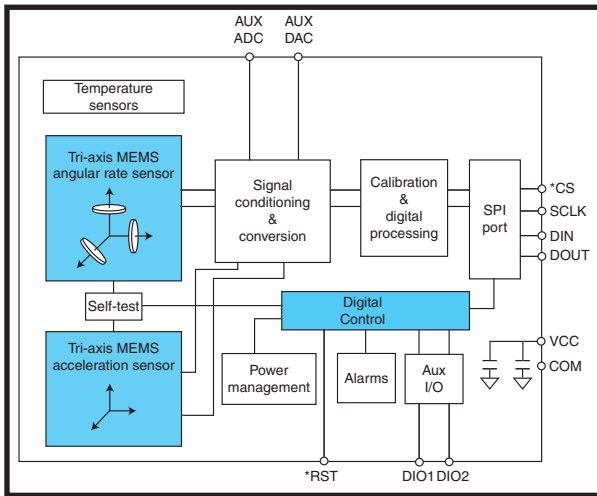 AUX
ADC
AUX
DAC
Temperature
sensors
Tri-axis MEMS
angular rate sensor
Signal
conditioning
&
conversion
Calibration
&
digital
processing
SPI
port
*CS
SCLK
DIN
DOUT
Self-test
Digital
Control
Tri-axis MEMS
acceleration sensor
Power
management
Alarms
Aux
I/O
VCC
COM
*RST
DIO1
DIO2